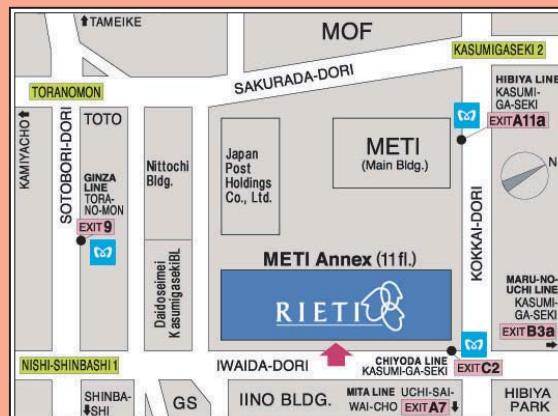 TAMEIKE
MOF
KASUMIGASEKI 2
SAKURADA-DORI
TORANOMON
HIBIYA LINE
KASUMI-
GA-SEKI
EXIT A11a
KAMIYACHO
SOTOBORI-DORI
TOTO
GINZA
LINE
TORA-
NO-MON
EXIT 9
Nittochi
Bldg.
Japan
Post
Holdings
Co., Ltd.
METI
(Main Bldg.)
N
KOKKAI-DORI
Daidoseimei
KasumigasekiBL
METI Annex (11 fl.)
RIETI
MARU-NO-
UCHI LINE
KASUMI-
GA-SEKI
EXIT B3a
NISHI-SHINBASHI 1
IWAIDA-DORI
CHIYODA LINE
KASUMI-GA-SEKI
EXIT C2
SHINBA-
SHI
GS
IINO BLDG.
MITA LINE UCHI-SAI-
WAI-CHO EXIT A7
HIBIYA
PARK